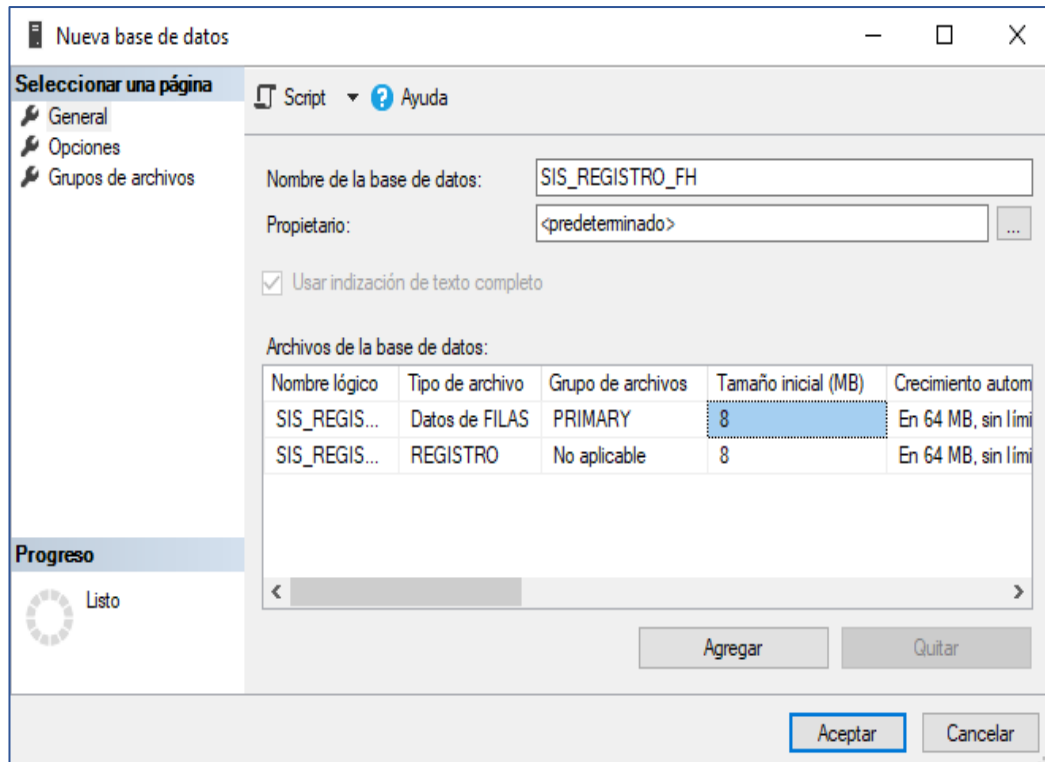 Nueva base de datos
Seleccionar una página
General
Opciones
Grupos de archivos
Script Ayuda
Nombre de la base de datos: SIS_REGISTRO_FH
Propietario: <predeterminado> ...
Usar indización de texto completo
Archivos de la base de datos:
Nombre lógico Tipo de archivo Grupo de archivos Tamaño inicial (MB) Crecimiento autom
SIS_REGIS... Datos de FILAS PRIMARY 8 En 64 MB, sin lími
SIS_REGIS... REGISTRO No aplicable 8 En 64 MB, sin lími
Progreso
Listo
Agregar Quitar
Aceptar Cancelar